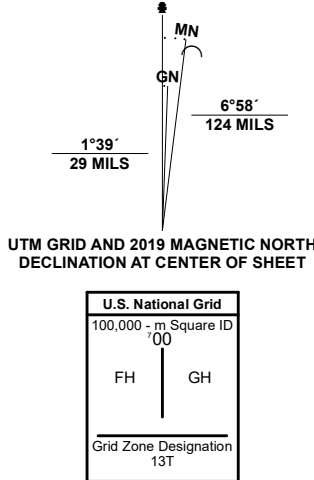 MN
GN
6°58´
124 MILS
1°39´
29 MILS
UTM GRID AND 2019 MAGNETIC NORTH
DECLINATION AT CENTER OF SHEET
U.S. National Grid
100,000 - m Square ID
⁷00
FH GH
Grid Zone Designation
13T